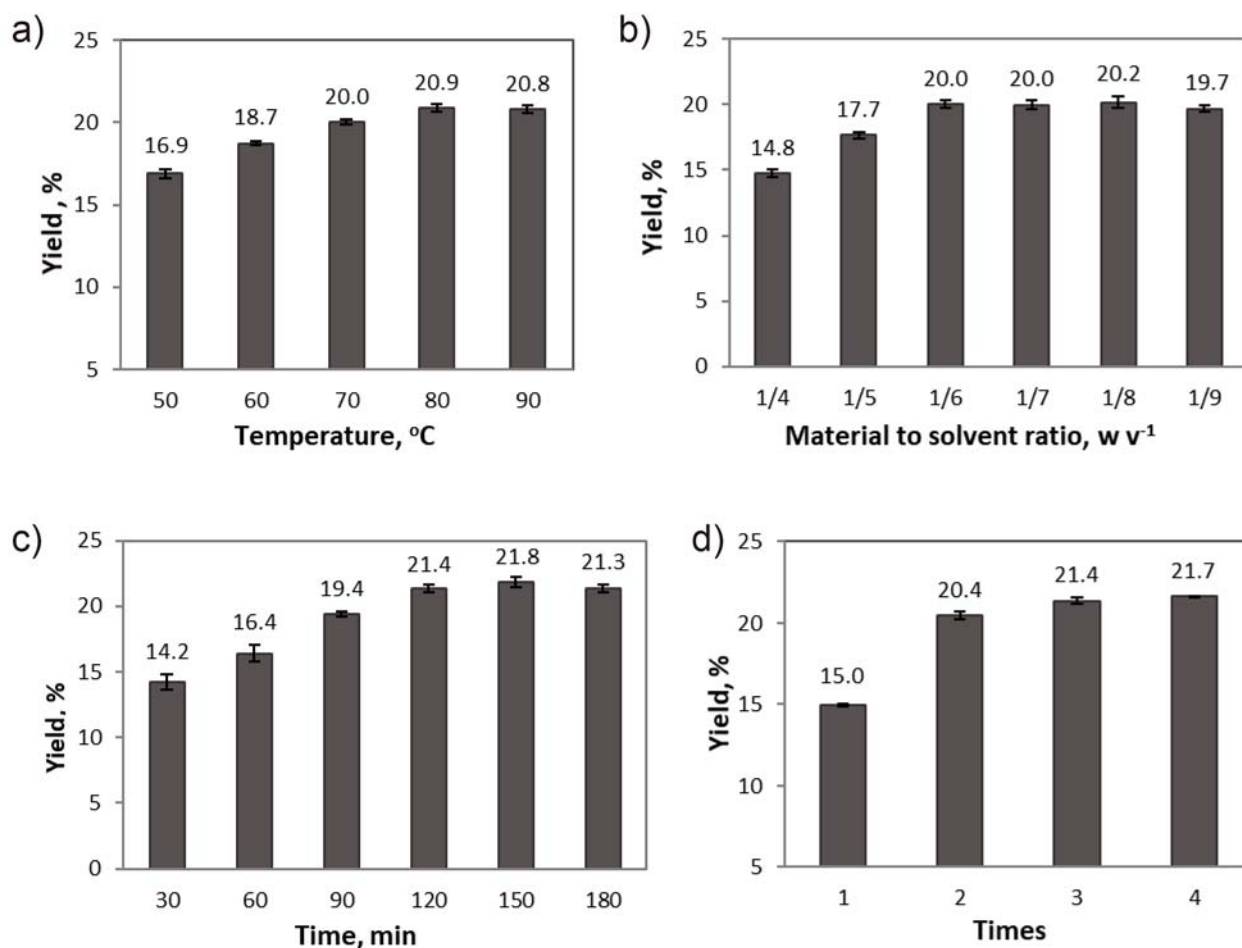 a)
25
20
15
10
5
Yield, %
16.9
18.7
20.0
20.9
20.8
50 60 70 80 90
Temperature, °C
b)
25
20
15
10
5
0
Yield, %
14.8
17.7
20.0
20.0
20.2
19.7
1/4 1/5 1/6 1/7 1/8 1/9
Material to solvent ratio, w v⁻¹
c)
25
20
15
10
5
0
Yield. %
14.2
16.4
19.4
21.4
21.8
21.3
30 60 90 120 150 180
Time, min
d)
25
20
15
10
5
Yield, %
15.0
20.4
21.4
21.7
1 2 3 4
Times